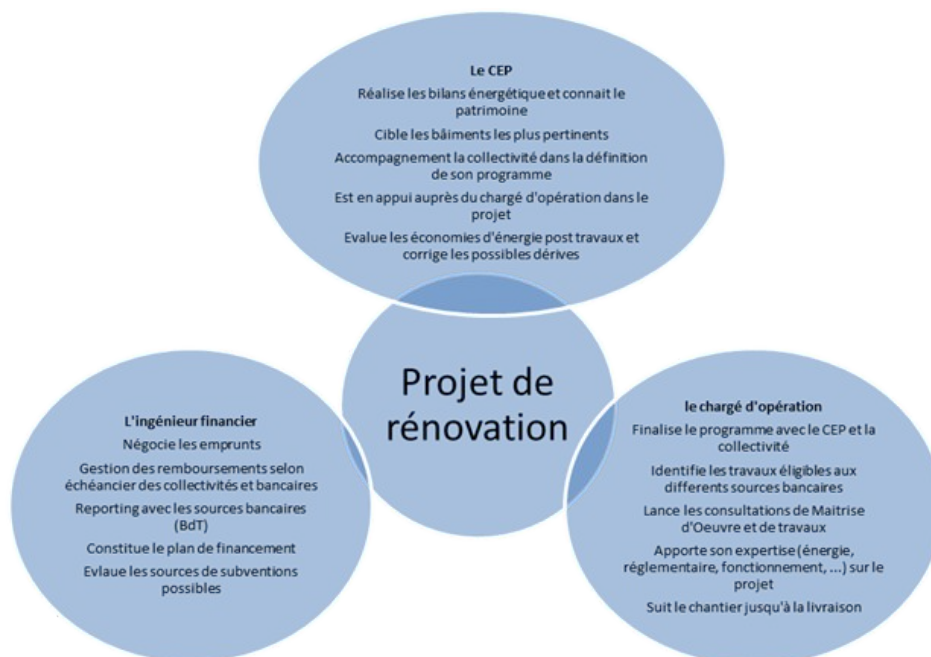 Le CEP
Réalise les bilans énergétique et connait le
patrimoine
Cible les bâiments les plus pertinents
Accompagnement la collectivité dans la définition
de son programme
Est en appui auprès du chargé d'opération dans le
projet
Evalue les économies d'énergie post travaux et
corrige les possibles dérives
Projet de
rénovation
L'ingénieur financier
Négocie les emprunts
Gestion des remboursements selon
échéancier des collectivités et bancaires
Reporting avec les sources bancaires
(BdT)
Constitue le plan de financement
Evlaue les sources de subventions
possibles
le chargé d'opération
Finalise le programme avec le CEP et la
collectivité
Identifie les travaux éligibles aux
differents sources bancaires
Lance les consultations de Maitrise
d'Oeuvre et de travaux
Apporte son expertise (énergie,
réglementaire, fonctionnement, ...) sur le
projet
Suit le chantier jusqu'à la livraison